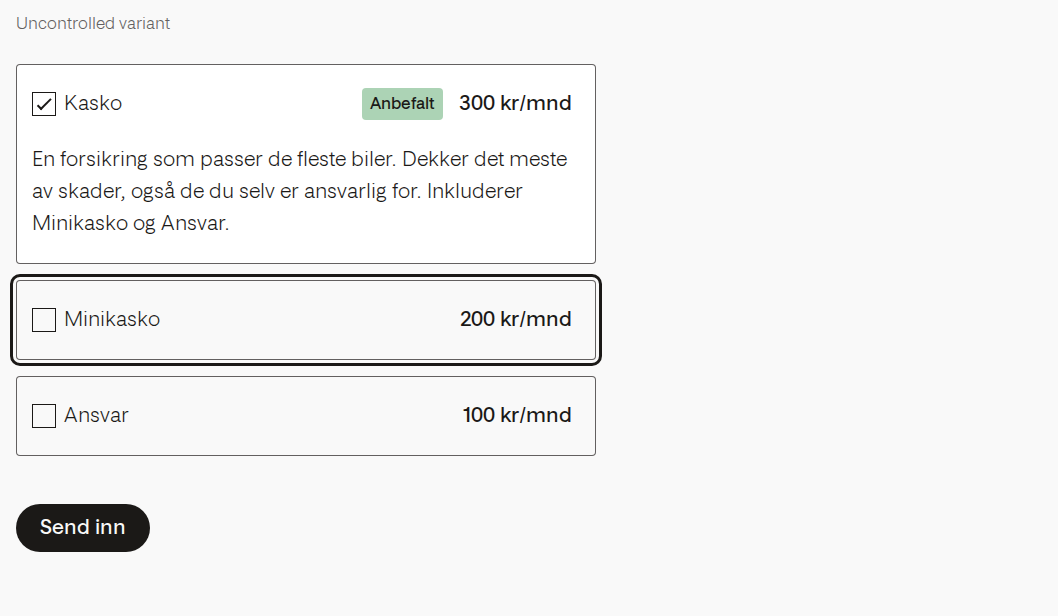 Uncontrolled variant
Kasko Anbefalt 300 kr/mnd
En forsikring som passer de fleste biler. Dekker det meste
av skader, også de du selv er ansvarlig for. Inkluderer
Minikasko og Ansvar.
Minikasko 200 kr/mnd
Ansvar 100 kr/mnd
Send inn